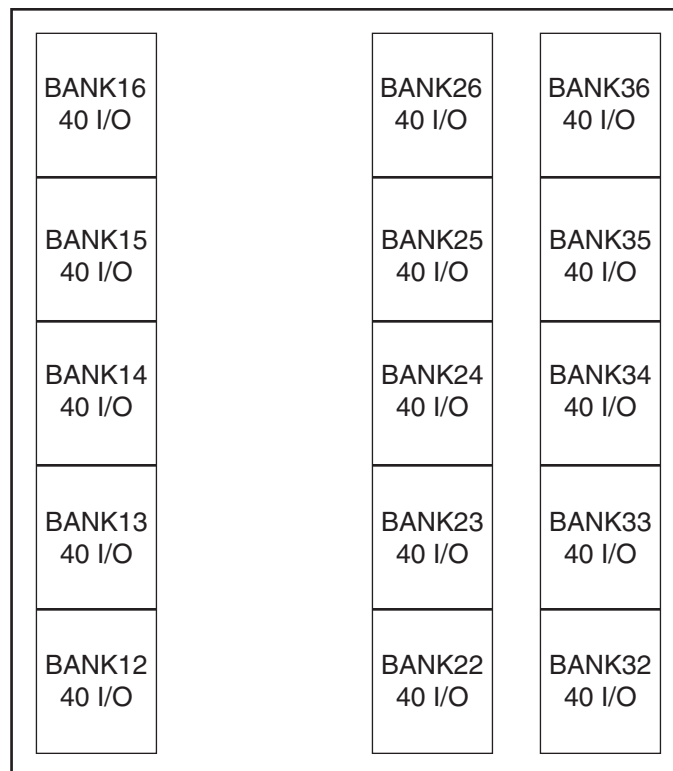 BANK16
40 I/O
BANK26
40 I/O
BANK36
40 I/O
BANK15
40 I/O
BANK25
40 I/O
BANK35
40 I/O
BANK14
40 I/O
BANK24
40 I/O
BANK34
40 I/O
BANK13
40 I/O
BANK23
40 I/O
BANK33
40 I/O
BANK12
40 I/O
BANK22
40 I/O
BANK32
40 I/O